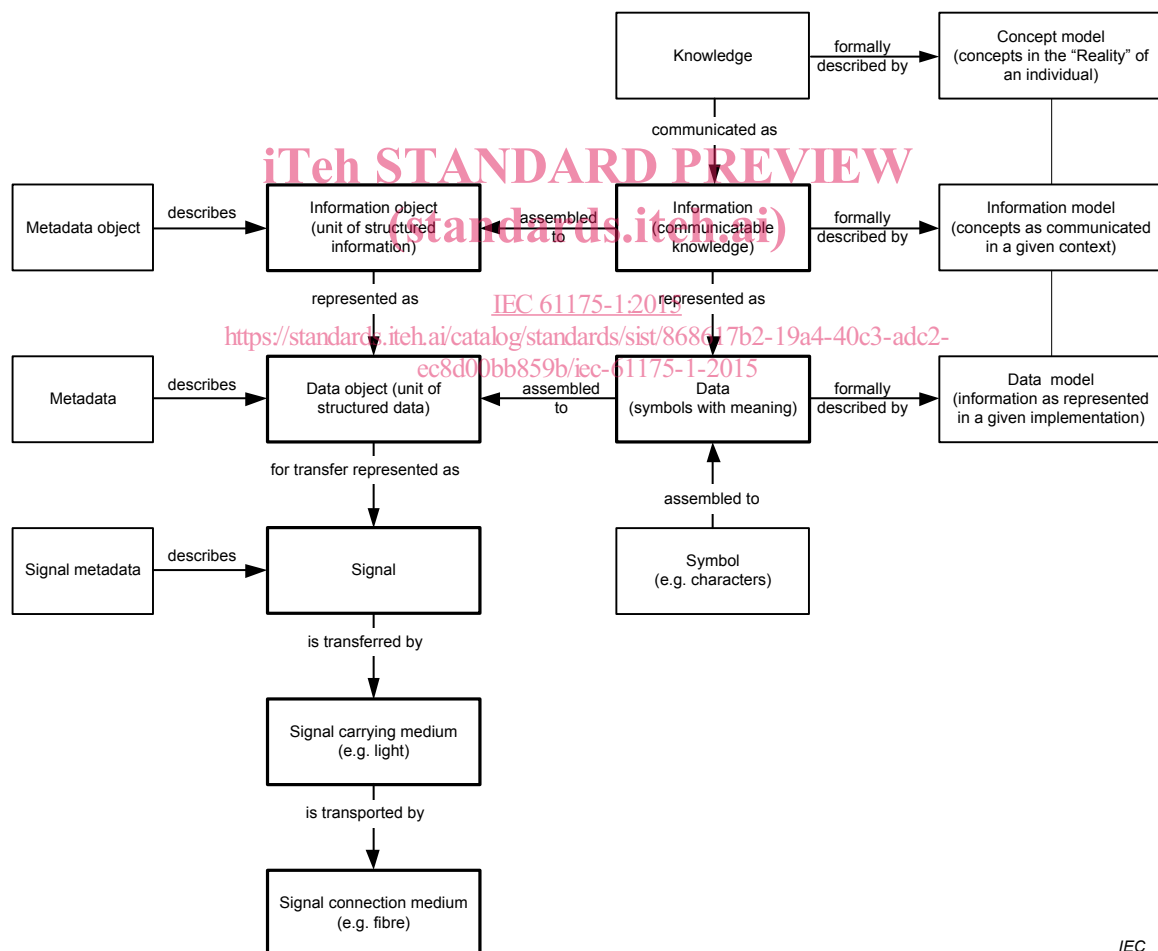 Knowledge
formally
described by
Concept model
(concepts in the “Reality” of
an individual)
communicated as
iTeh STANDARD PREVIEW
(standards.iteh.ai)
Metadata object
describes
Information object
(unit of structured
information)
assembled
to
Information
(communicatable
knowledge)
formally
described by
Information model
(concepts as communicated
in a given context)
represented as
represented as
IEC 61175-1:2015
https://standards.iteh.ai/catalog/standards/sist/868617b2-19a4-40c3-adc2-
ec8d00bb859b/iec-61175-1-2015
Metadata
describes
Data object (unit of
structured data)
assembled
to
Data
(symbols with meaning)
formally
described by
Data model
(information as represented
in a given implementation)
for transfer represented as
assembled to
Signal metadata
describes
Signal
Symbol
(e.g. characters)
is transferred by
Signal carrying medium
(e.g. light)
is transported by
Signal connection medium
(e.g. fibre)
IEC